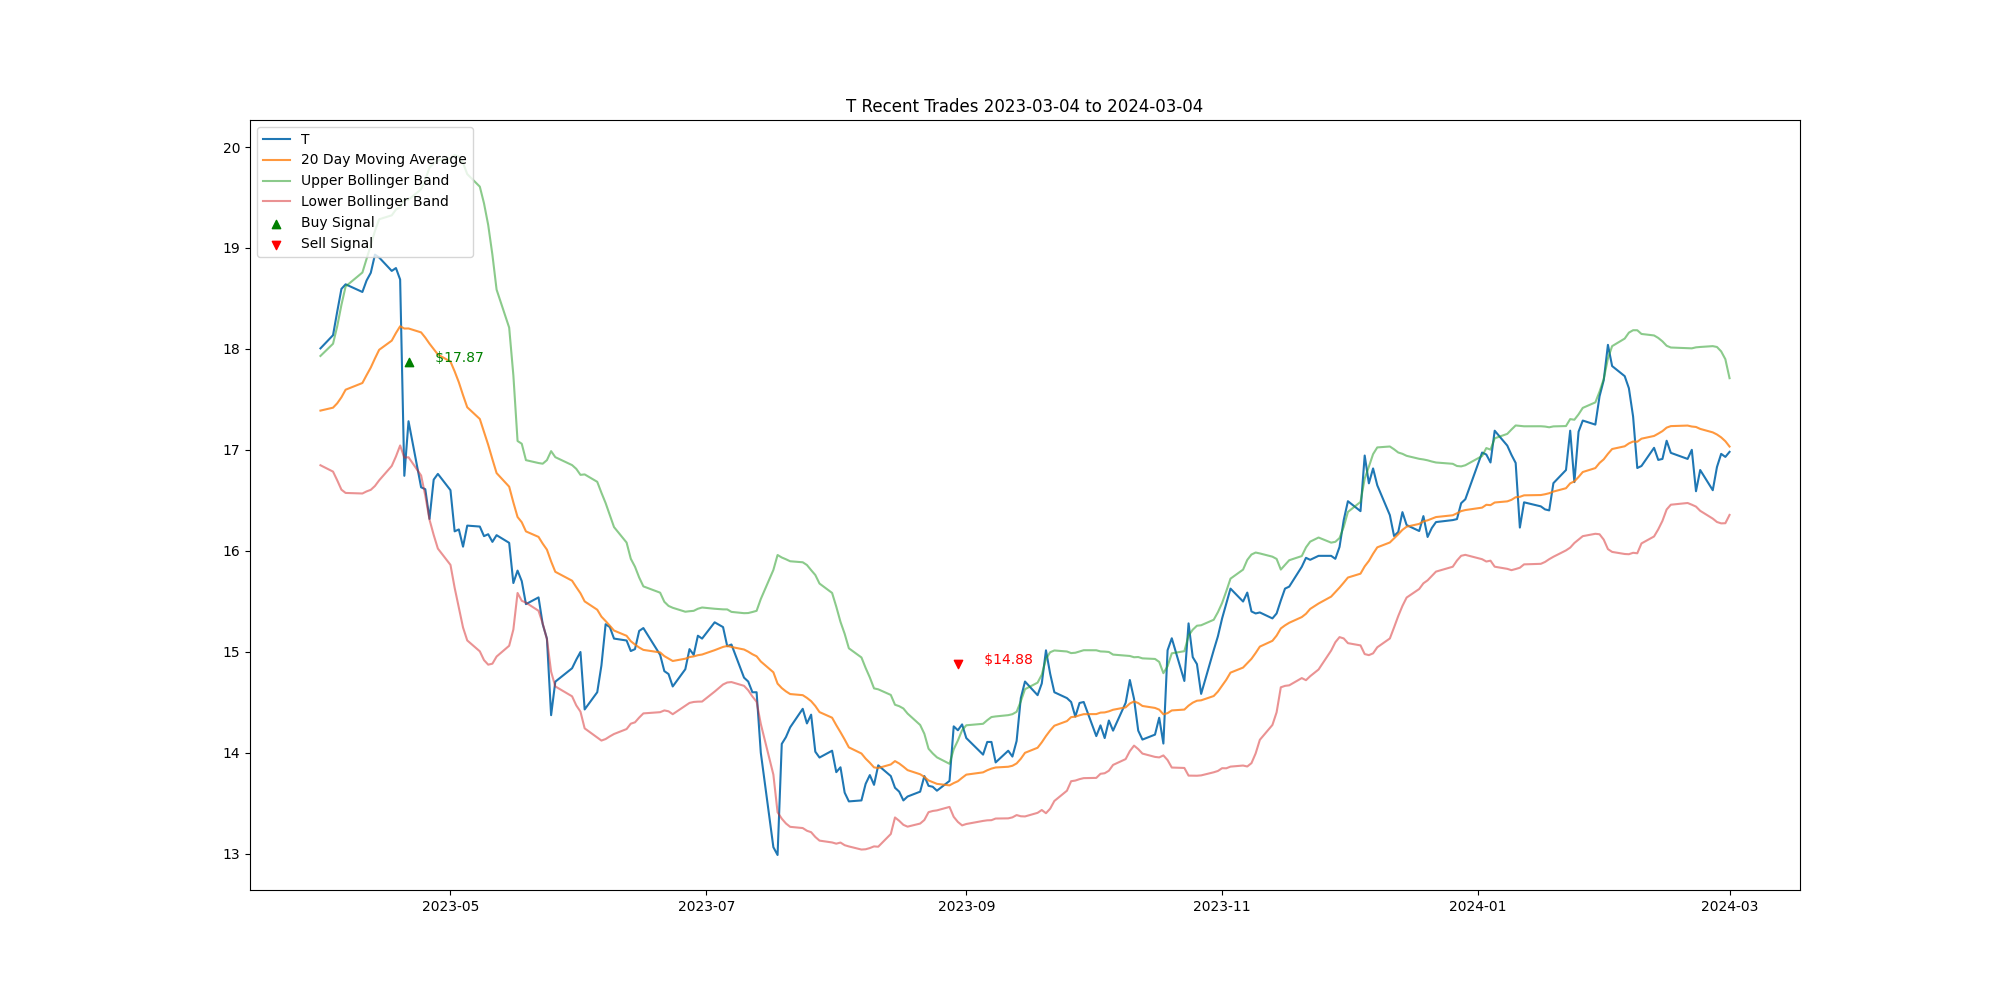 T Recent Trades 2023-03-04 to 2024-03-04
T
20 Day Moving Average
Upper Bollinger Band
Lower Bollinger Band
Buy Signal
Sell Signal
20
19
18
17
16
15
14
13
$17.87
$14.88
2023-05
2023-07
2023-09
2023-11
2024-01
2024-03